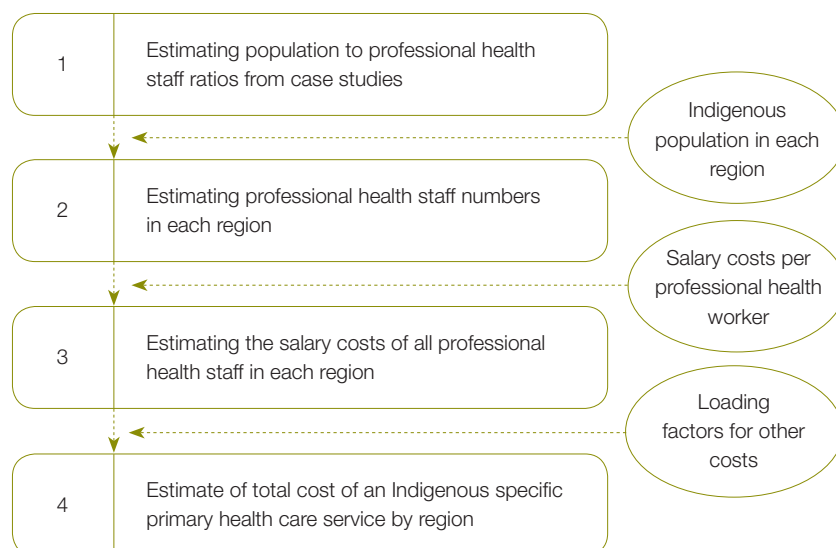 1
Estimating population to professional health
staff ratios from case studies
Indigenous
population in each
region
2
Estimating professional health staff numbers
in each region
Salary costs per
professional health
worker
3
Estimating the salary costs of all professional
health staff in each region
Loading
factors for other
costs
4
Estimate of total cost of an Indigenous specific
primary health care service by region